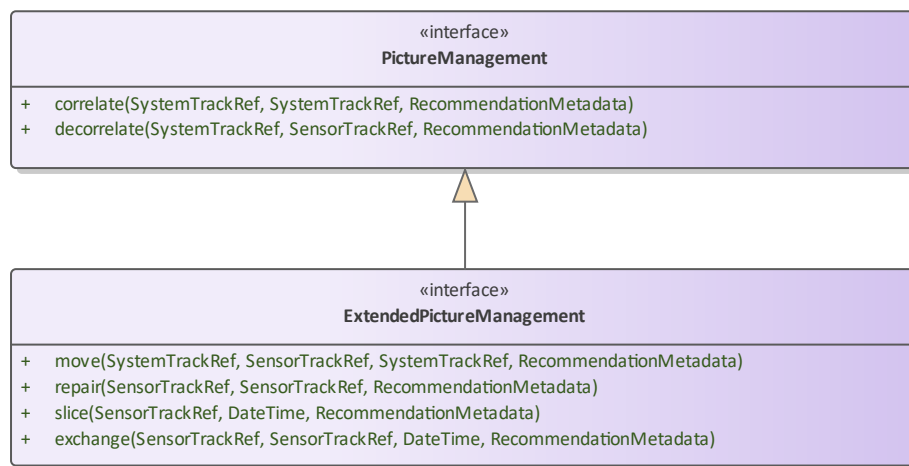 «interface»
PictureManagement
+ correlate(SystemTrackRef, SystemTrackRef, RecommendationMetadata)
+ decorrelate(SystemTrackRef, SensorTrackRef, RecommendationMetadata)
«interface»
ExtendedPictureManagement
+ move(SystemTrackRef, SensorTrackRef, SystemTrackRef, RecommendationMetadata)
+ repair(SensorTrackRef, SensorTrackRef, RecommendationMetadata)
+ slice(SensorTrackRef, DateTime, RecommendationMetadata)
+ exchange(SensorTrackRef, SensorTrackRef, DateTime, RecommendationMetadata)